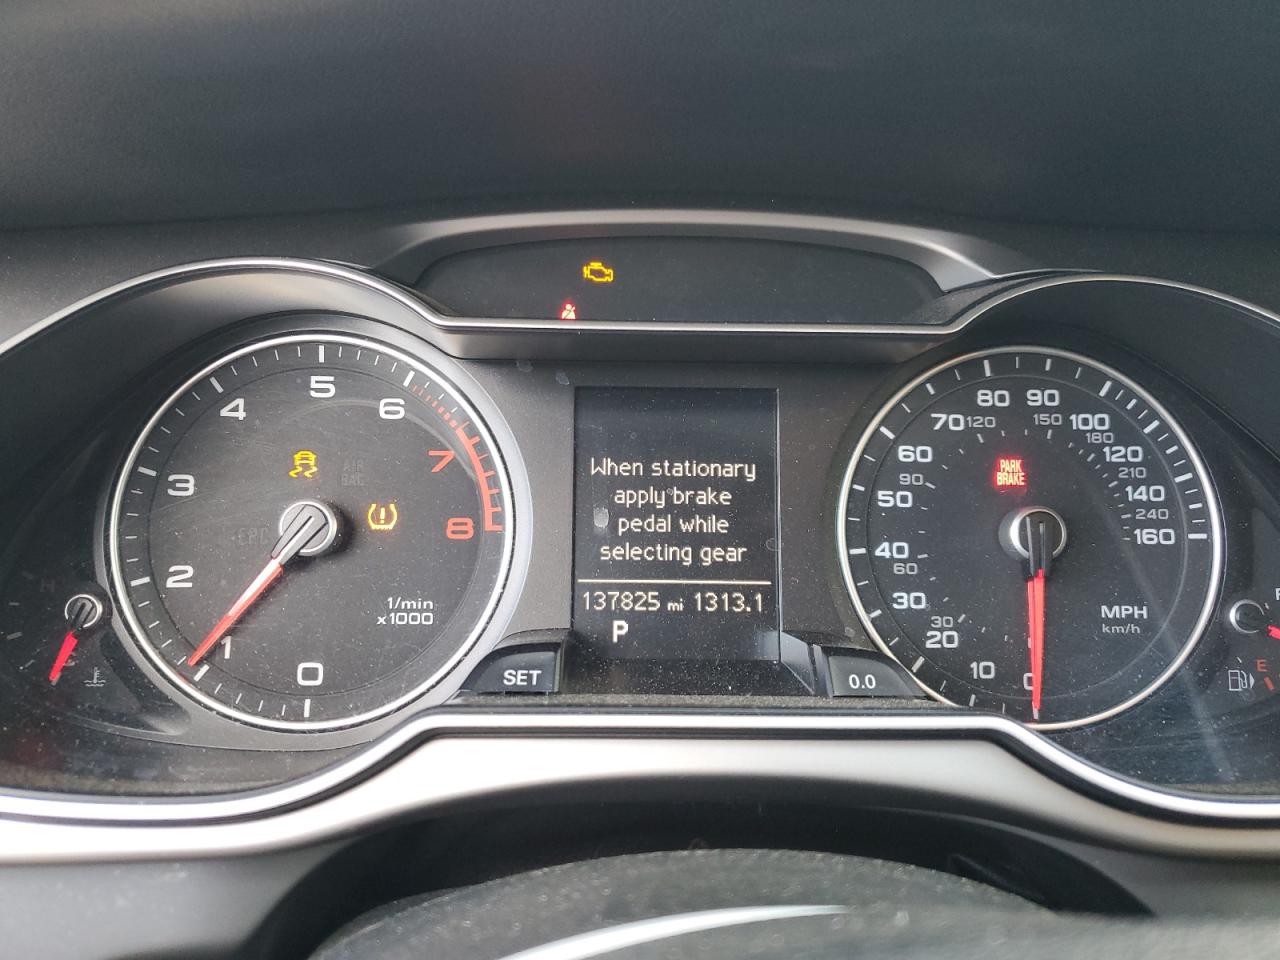 5
4
6
3
7
2
8
1
0
AIR
BAG
EPC
1/min
x1000
H
SET
When stationary
apply brake
pedal while
selecting gear
137825 mi 1313.1
P
0.0
80 90
70 120 150 100
180
60 120
90 210
50 140
240
160
40
60
30
30
20
10
0
PARK
BRAKE
MPH
km/h
E